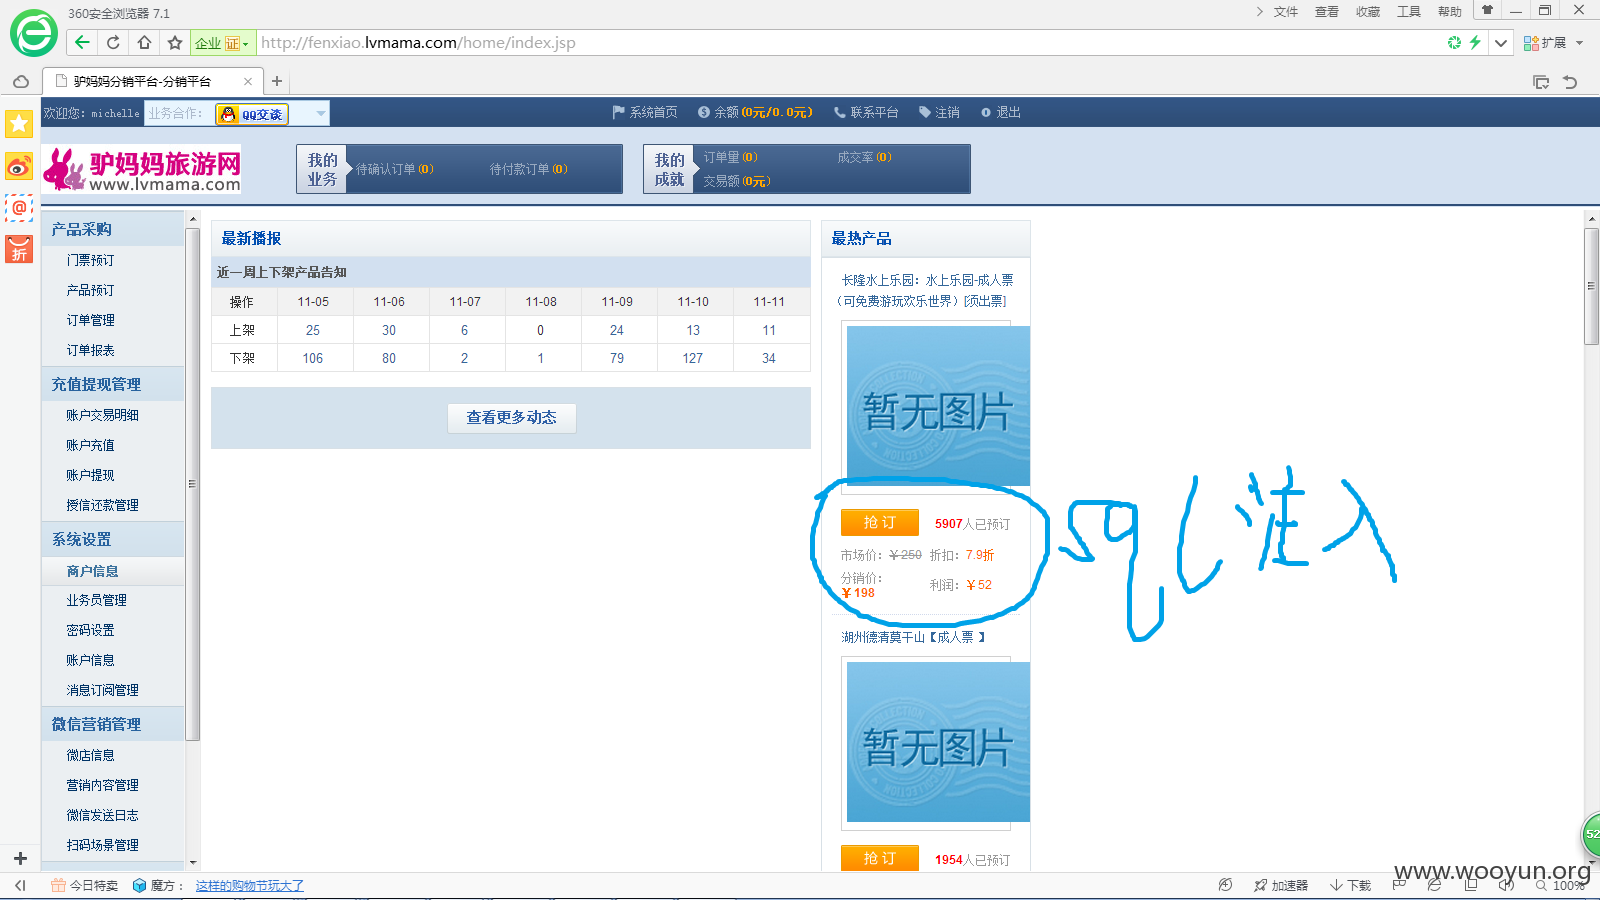 360安全浏览器 7.1
文件 查看 收藏 工具 帮助
企业 证
http://fenxiao.lvmama.com/home/index.jsp
扩展
驴妈妈分销平台-分销平台
欢迎您：michelle 业务合作： QQ交谈
系统首页 余额(0元/0.0元) 联系平台 注销 退出
驴妈妈旅游网
www.lvmama.com
我的业务 待确认订单(0) 待付款订单(0)
我的成就 订单量(0) 成交率(0)
交易额(0元)
@
折
产品采购
门票预订
产品预订
订单管理
订单报表
充值提现管理
账户交易明细
账户充值
账户提现
授信还款管理
系统设置
商户信息
业务员管理
密码设置
账户信息
消息订阅管理
微信营销管理
微店信息
营销内容管理
微信发送日志
扫码场景管理
最新播报
近一周上下架产品告知
操作 11-05 11-06 11-07 11-08 11-09 11-10 11-11
上架 25 30 6 0 24 13 11
下架 106 80 2 1 79 127 34
查看更多动态
最热产品
长隆水上乐园：水上乐园-成人票
（可免费游玩欢乐世界）[须出票]
暂无图片
抢 订 5907人已预订
市场价：￥250 折扣：7.9折
分销价：
￥198 利润：￥52
sql注入
湖州德清莫干山【成人票 】
暂无图片
抢 订 1954人已预订
52
今日特卖 魔方： 这样的购物节玩大了
加速器 下载 100%
www.wooyun.org